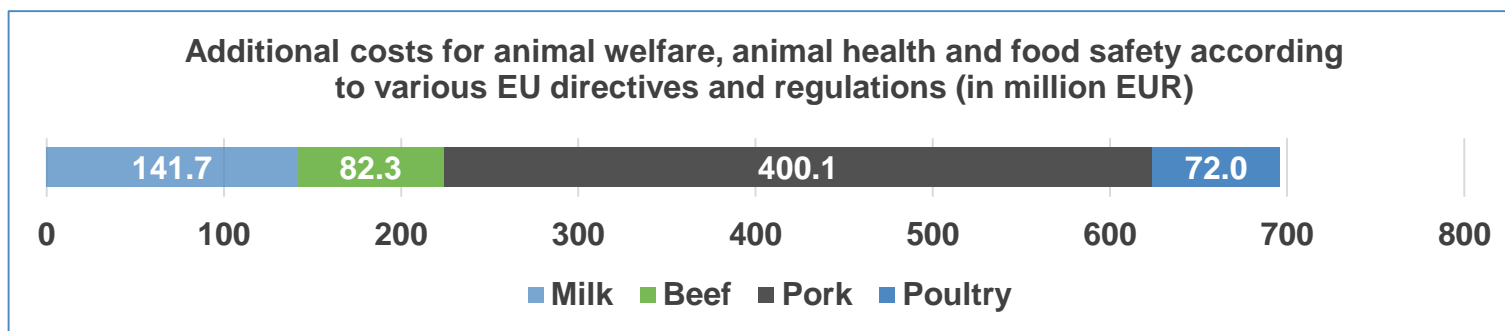 Additional costs for animal welfare, animal health and food safety according
to various EU directives and regulations (in million EUR)
141.7 82.3 400.1 72.0
0 100 200 300 400 500 600 700 800
Milk Beef Pork Poultry